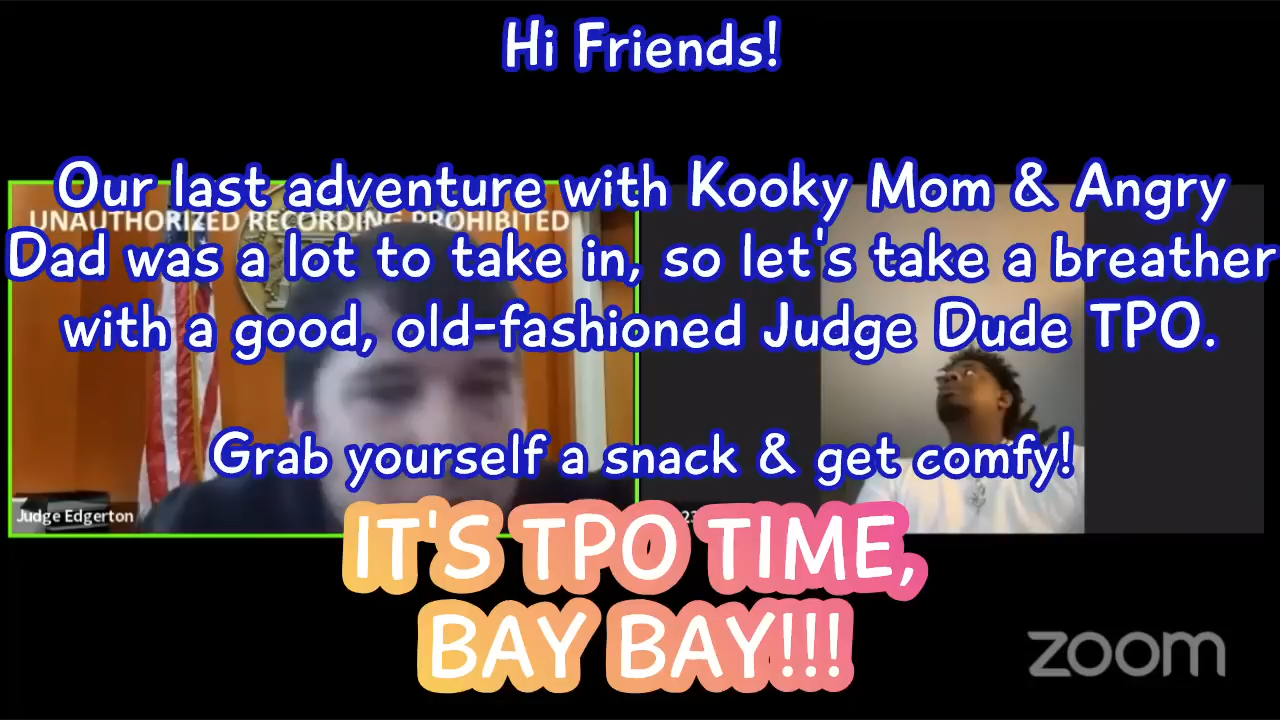 Hi Friends!
Our last adventure with Kooky Mom & Angry
UNAUTHORIZED RECORDING PROHIBITED
Dad was a lot to take in, so let's take a breather
with a good, old-fashioned Judge Dude TPO.
Grab yourself a snack & get comfy!
Judge Edgerton
IT'S TPO TIME,
BAY BAY!!!
zoom